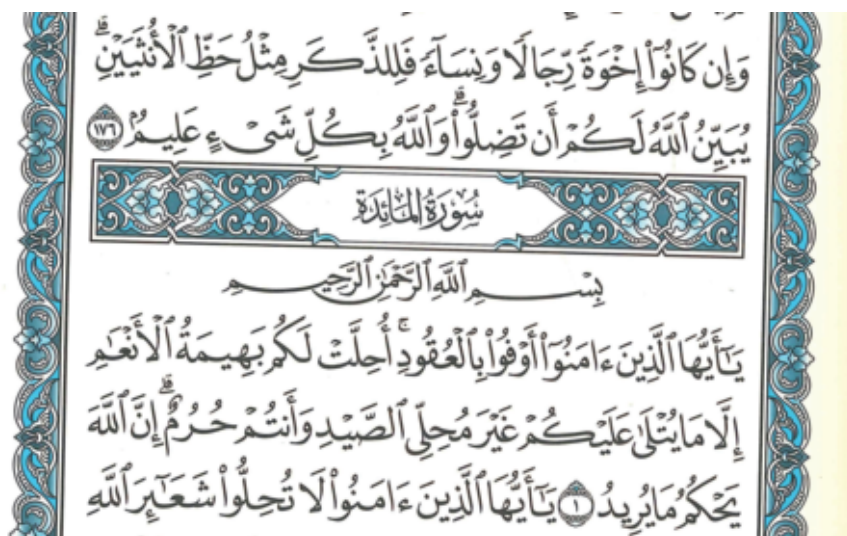 وَإِن كَانُوٓاْ إِخْوَةٗ رِّجَالٗا وَنِسَآءٗ فَلِلذَّكَرِ مِثْلُ حَظِّ ٱلْأُنثَيَيْنِۗ
يُبَيِّنُ ٱللَّهُ لَكُمْ أَن تَضِلُّواْۗ وَٱللَّهُ بِكُلِّ شَيْءٍ عَلِيمُۢ ١٧٦
سُورَةُ المَائِدَةِ
بِسْمِ ٱللَّهِ ٱلرَّحْمَٰنِ ٱلرَّحِيمِ
يَٰٓأَيُّهَا ٱلَّذِينَ ءَامَنُوٓاْ أَوْفُواْ بِٱلْعُقُودِۚ أُحِلَّتْ لَكُم بَهِيمَةُ ٱلْأَنْعَٰمِ
إِلَّا مَا يُتْلَىٰ عَلَيْكُمْ غَيْرَ مُحِلِّي ٱلصَّيْدِ وَأَنتُمْ حُرُمٌۗ إِنَّ ٱللَّهَ
يَحْكُمُ مَا يُرِيدُ ١ يَٰٓأَيُّهَا ٱلَّذِينَ ءَامَنُواْ لَا تُحِلُّواْ شَعَٰٓئِرَ ٱللَّهِ